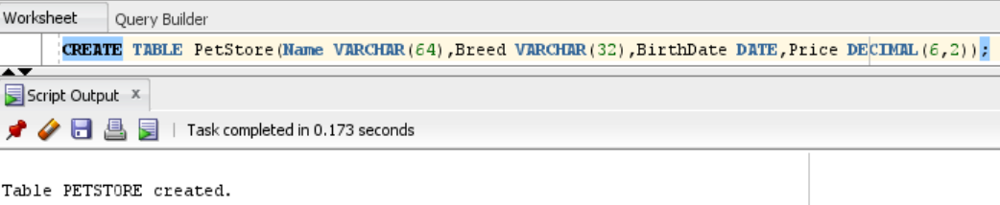 Worksheet Query Builder
CREATE TABLE PetStore(Name VARCHAR(64),Breed VARCHAR(32),BirthDate DATE,Price DECIMAL(6,2));
Script Output x
Task completed in 0.173 seconds
Table PETSTORE created.